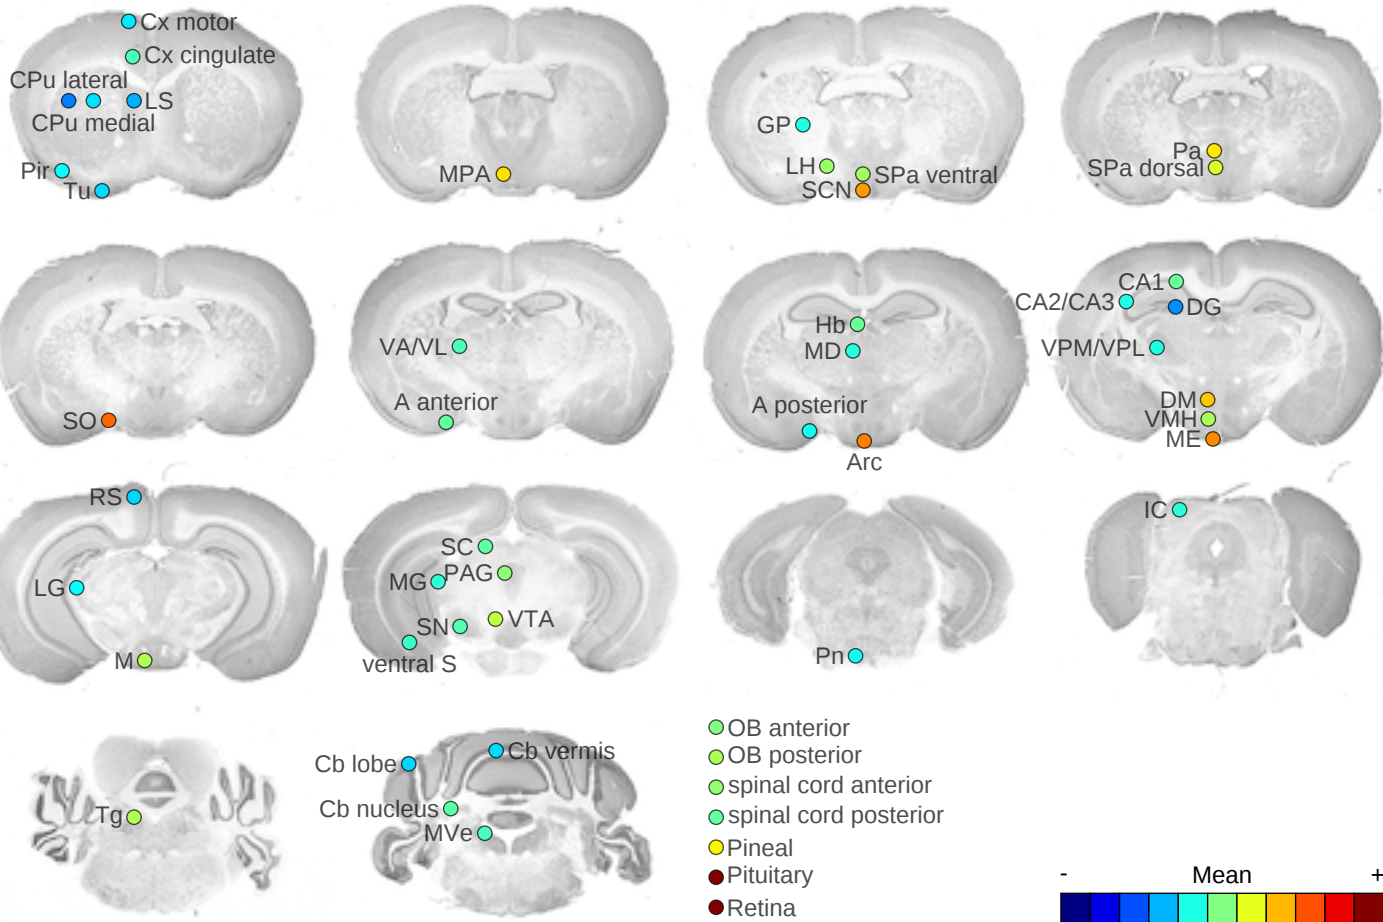 Cx motor
Cx cingulate
CPu lateral
LS
CPu medial
Pir
Tu
MPA
GP
LH
SPa ventral
SCN
Pa
SPa dorsal
SO
VA/VL
A anterior
Hb
MD
A posterior
Arc
CA1
CA2/CA3
DG
VPM/VPL
DM
VMH
ME
RS
LG
M
SC
MG
PAG
SN
VTA
ventral S
Pn
IC
Tg
Cb lobe
Cb vermis
Cb nucleus
MVe
OB anterior
OB posterior
spinal cord anterior
spinal cord posterior
Pineal
Pituitary
Retina
- Mean +